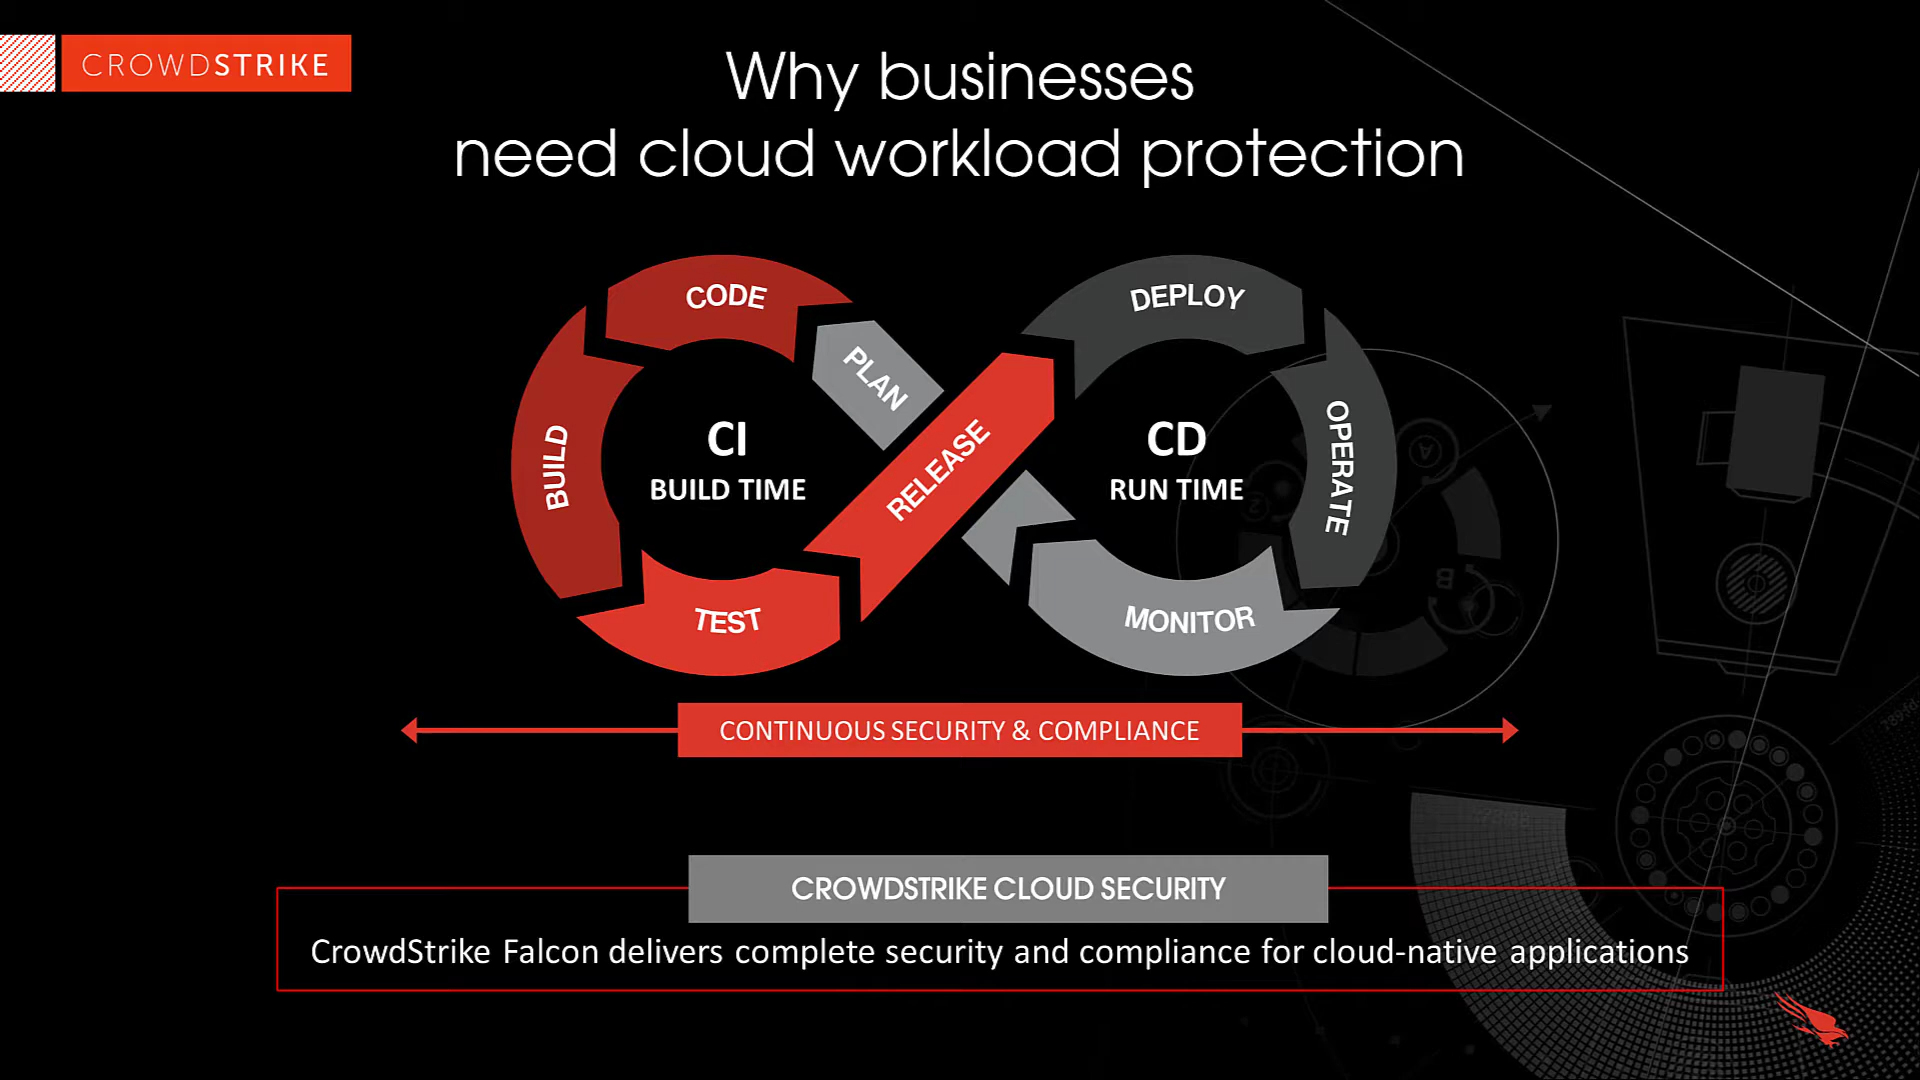 CROWDSTRIKE
Why businesses
need cloud workload protection
CODE
PLAN
BUILD
CI
BUILD TIME
TEST
RELEASE
DEPLOY
OPERATE
CD
RUN TIME
MONITOR
CONTINUOUS SECURITY & COMPLIANCE
CROWDSTRIKE CLOUD SECURITY
CrowdStrike Falcon delivers complete security and compliance for cloud-native applications
A
B
2